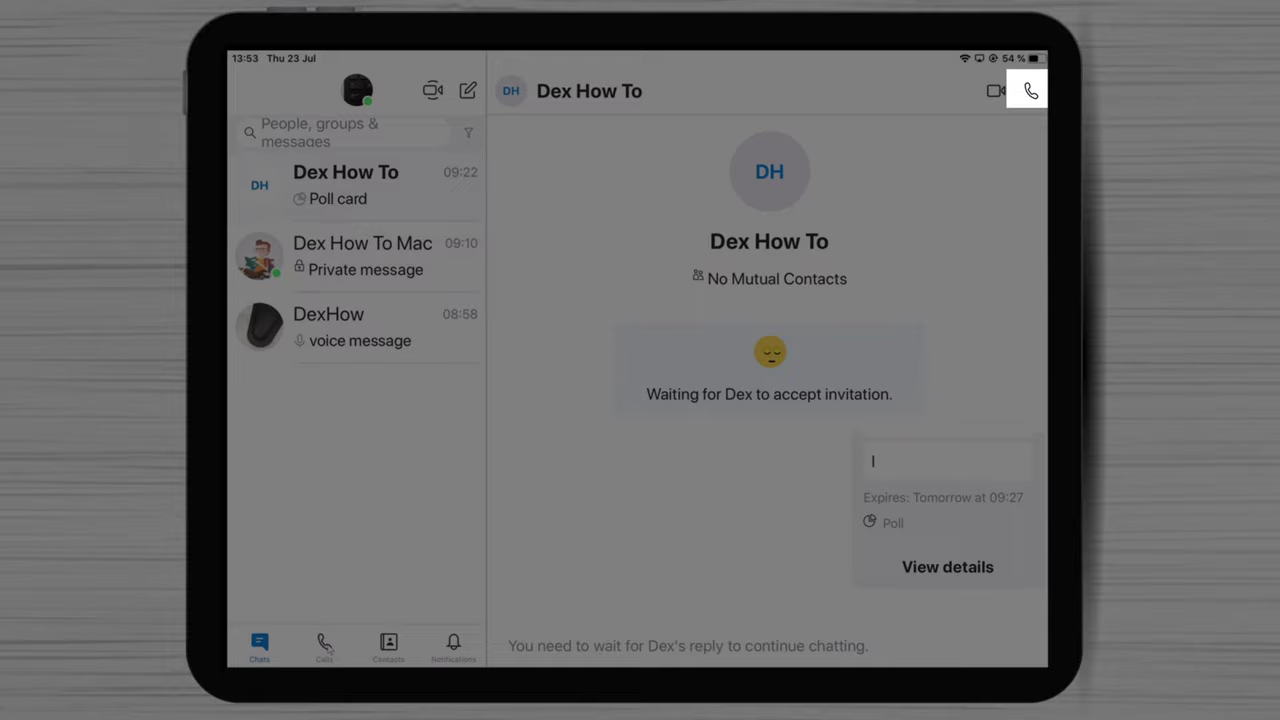 13:53 Thu 23 Jul
54 %
People, groups &
messages
DH
Dex How To
09:22
Poll card
Dex How To Mac
09:10
Private message
DexHow
08:58
voice message
Chats
Calls
Contacts
Notifications
DH
Dex How To
DH
Dex How To
No Mutual Contacts
Waiting for Dex to accept invitation.
I
Expires: Tomorrow at 09:27
Poll
View details
You need to wait for Dex's reply to continue chatting.